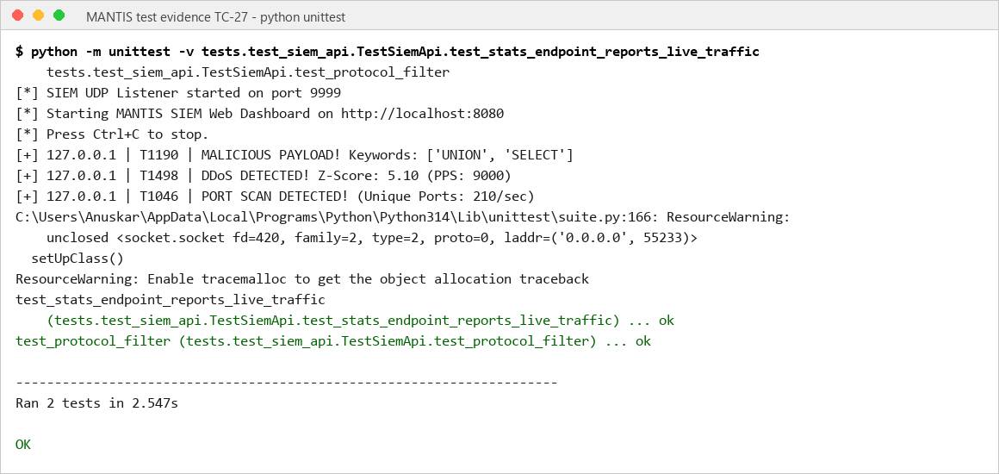 MANTIS test evidence TC-27 - python unittest
$ python -m unittest -v tests.test_siem_api.TestSiemApi.test_stats_endpoint_reports_live_traffic
    tests.test_siem_api.TestSiemApi.test_protocol_filter
[*] SIEM UDP Listener started on port 9999
[*] Starting MANTIS SIEM Web Dashboard on http://localhost:8080
[*] Press Ctrl+C to stop.
[+] 127.0.0.1 | T1190 | MALICIOUS PAYLOAD! Keywords: ['UNION', 'SELECT']
[+] 127.0.0.1 | T1498 | DDoS DETECTED! Z-Score: 5.10 (PPS: 9000)
[+] 127.0.0.1 | T1046 | PORT SCAN DETECTED! (Unique Ports: 210/sec)
C:\Users\Anuskar\AppData\Local\Programs\Python\Python314\Lib\unittest\suite.py:166: ResourceWarning:
    unclosed <socket.socket fd=420, family=2, type=2, proto=0, laddr=('0.0.0.0', 55233)>
  setUpClass()
ResourceWarning: Enable tracemalloc to get the object allocation traceback
test_stats_endpoint_reports_live_traffic
    (tests.test_siem_api.TestSiemApi.test_stats_endpoint_reports_live_traffic) ... ok
test_protocol_filter (tests.test_siem_api.TestSiemApi.test_protocol_filter) ... ok
----------------------------------------------------------------------
Ran 2 tests in 2.547s
OK